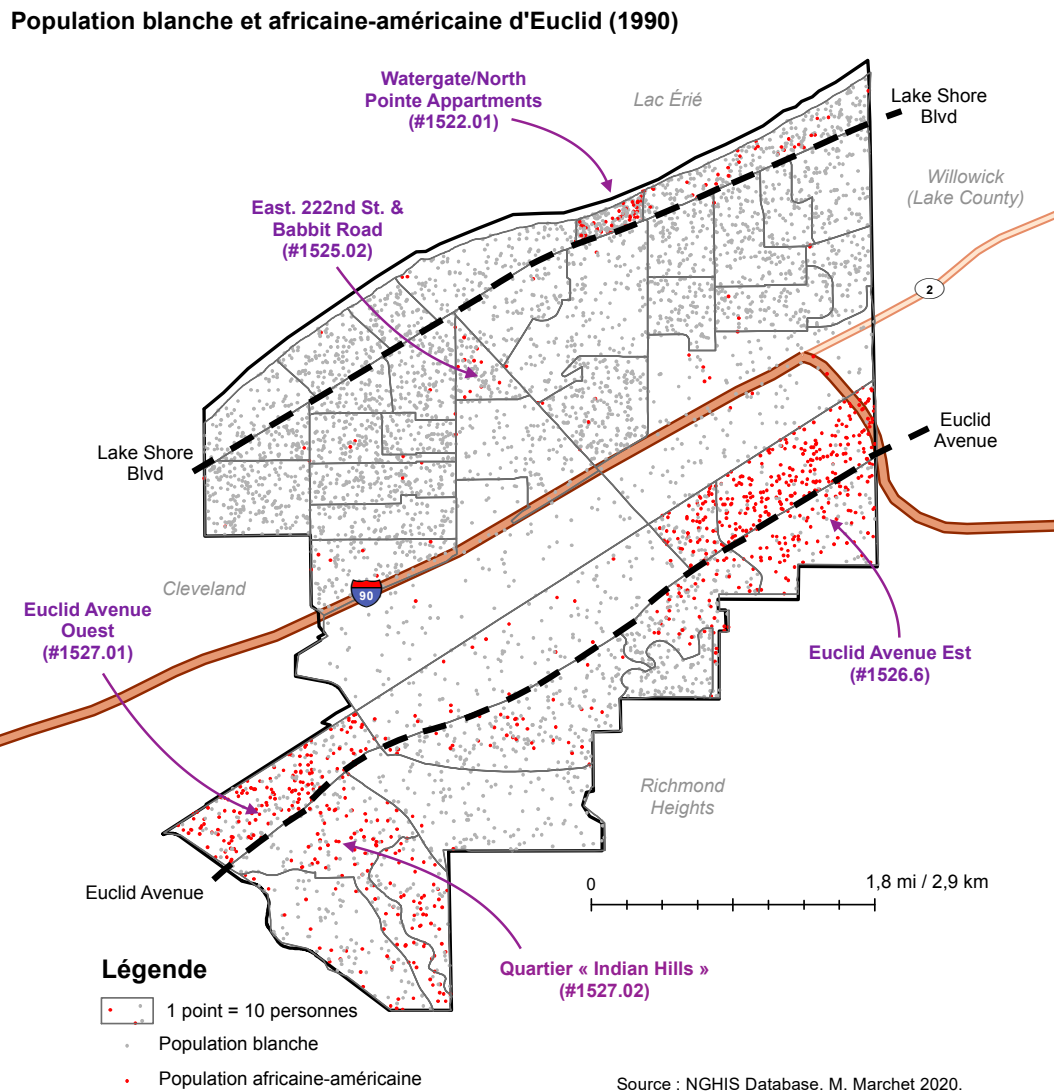 Population blanche et africaine-américaine d'Euclid (1990)
Watergate/North
Pointe Appartments
(#1522.01)
Lac Érié
Lake Shore
Blvd
Willowick
(Lake County)
East. 222nd St. &
Babbit Road
(#1525.02)
2
Euclid
Avenue
Lake Shore
Blvd
Cleveland
90
Euclid Avenue
Ouest
(#1527.01)
Euclid Avenue Est
(#1526.6)
Richmond
Heights
Euclid Avenue
0
1,8 mi / 2,9 km
Quartier « Indian Hills »
(#1527.02)
Légende
1 point = 10 personnes
Population blanche
Population africaine-américaine
Source : NGHIS Database. M. Marchet 2020.